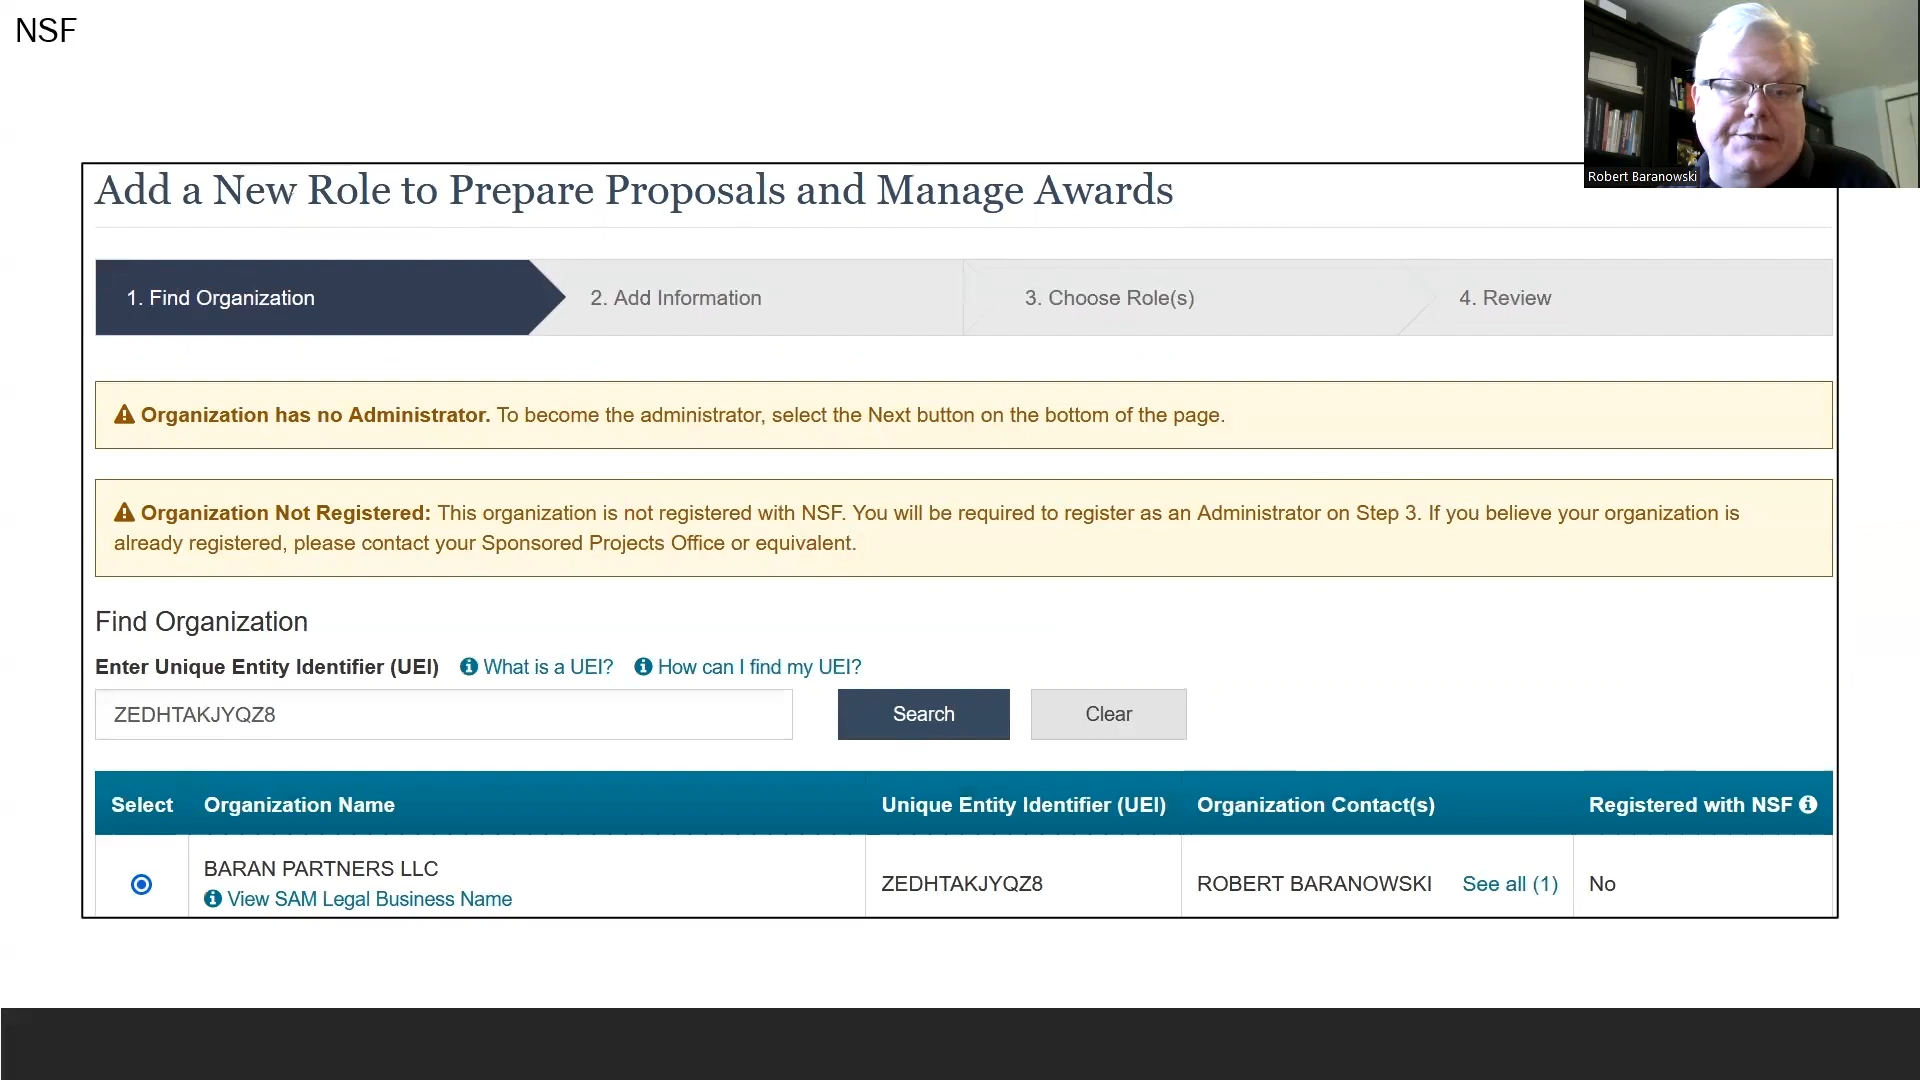 NSF
Robert Baranowski
Add a New Role to Prepare Proposals and Manage Awards
1. Find Organization
2. Add Information
3. Choose Role(s)
4. Review
Organization has no Administrator. To become the administrator, select the Next button on the bottom of the page.
Organization Not Registered: This organization is not registered with NSF. You will be required to register as an Administrator on Step 3. If you believe your organization is
already registered, please contact your Sponsored Projects Office or equivalent.
Find Organization
Enter Unique Entity Identifier (UEI) What is a UEI? How can I find my UEI?
ZEDHTAKJYQZ8 Search Clear
Select Organization Name Unique Entity Identifier (UEI) Organization Contact(s) Registered with NSF
BARAN PARTNERS LLC
View SAM Legal Business Name
ZEDHTAKJYQZ8 ROBERT BARANOWSKI See all (1) No